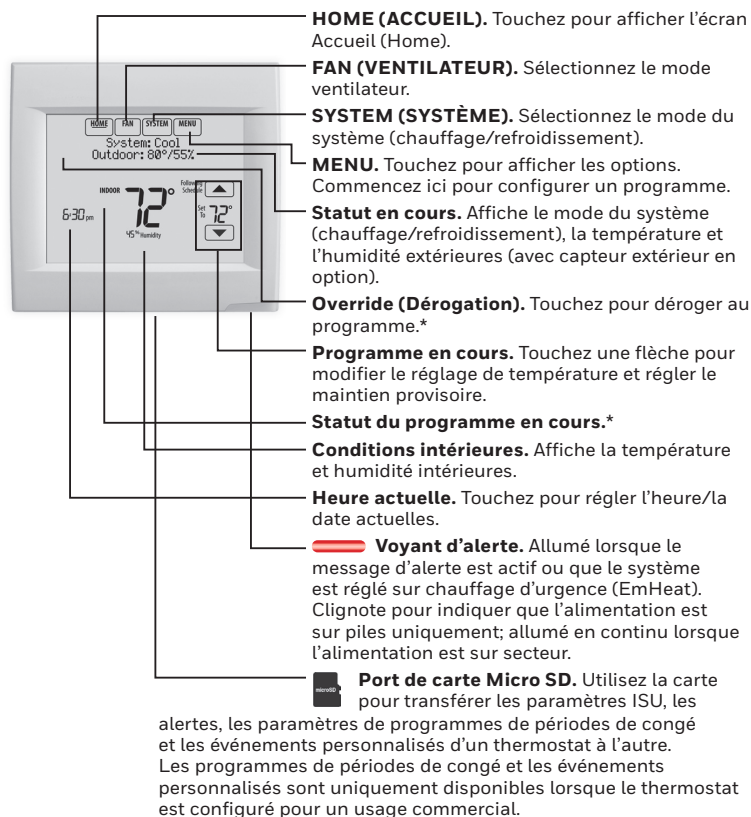 HOME (ACCUEIL). Touchez pour afficher l'écran
Accueil (Home).
FAN (VENTILATEUR). Sélectionnez le mode
ventilateur.
SYSTEM (SYSTÈME). Sélectionnez le mode du
système (chauffage/refroidissement).
MENU. Touchez pour afficher les options.
Commencez ici pour configurer un programme.
Statut en cours. Affiche le mode du système
(chauffage/refroidissement), la température et
l'humidité extérieures (avec capteur extérieur en
option).
Override (Dérogation). Touchez pour déroger au
programme.*
Programme en cours. Touchez une flèche pour
modifier le réglage de température et régler le
maintien provisoire.
Statut du programme en cours.*
Conditions intérieures. Affiche la température
et humidité intérieures.
Heure actuelle. Touchez pour régler l'heure/la
date actuelles.
Voyant d'alerte. Allumé lorsque le
message d'alerte est actif ou que le système
est réglé sur chauffage d'urgence (EmHeat).
Clignote pour indiquer que l'alimentation est
sur piles uniquement; allumé en continu lorsque
l'alimentation est sur secteur.
microSD
Port de carte Micro SD. Utilisez la carte
pour transférer les paramètres ISU, les
alertes, les paramètres de programmes de périodes de congé
et les événements personnalisés d'un thermostat à l'autre.
Les programmes de périodes de congé et les événements
personnalisés sont uniquement disponibles lorsque le thermostat
est configuré pour un usage commercial.
HOME FAN SYSTEM MENU
System: Cool
Outdoor: 80°/55%
INDOOR 72°
Following
Schedule
Set
To 72°
6:30 pm
45% Humidity